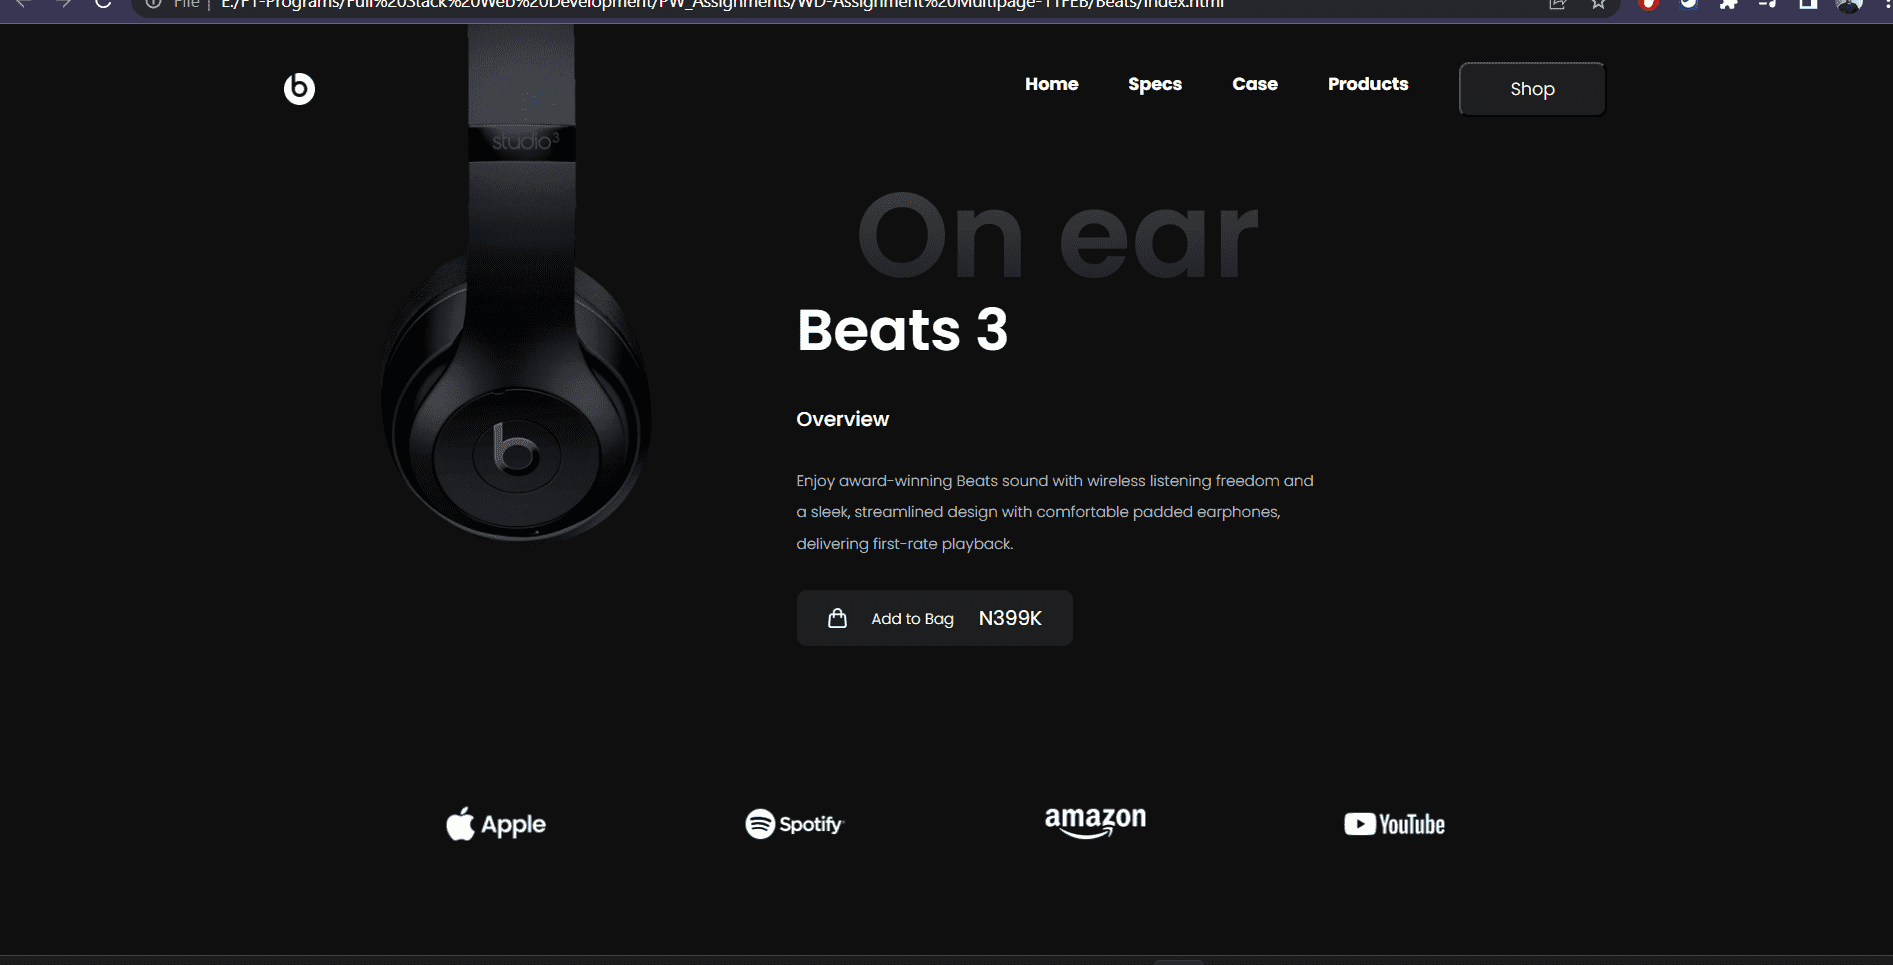 File | E:/F1-Programs/Full%20Stack%20Web%20Development/PW_Assignments/WD-Assignment%20Multipage-11FEB/Beats/index.html
b
Home Specs Case Products Shop
studio3
On ear
Beats 3
Overview
Enjoy award-winning Beats sound with wireless listening freedom and
a sleek, streamlined design with comfortable padded earphones,
delivering first-rate playback.
Add to Bag N399K
Apple Spotify amazon YouTube